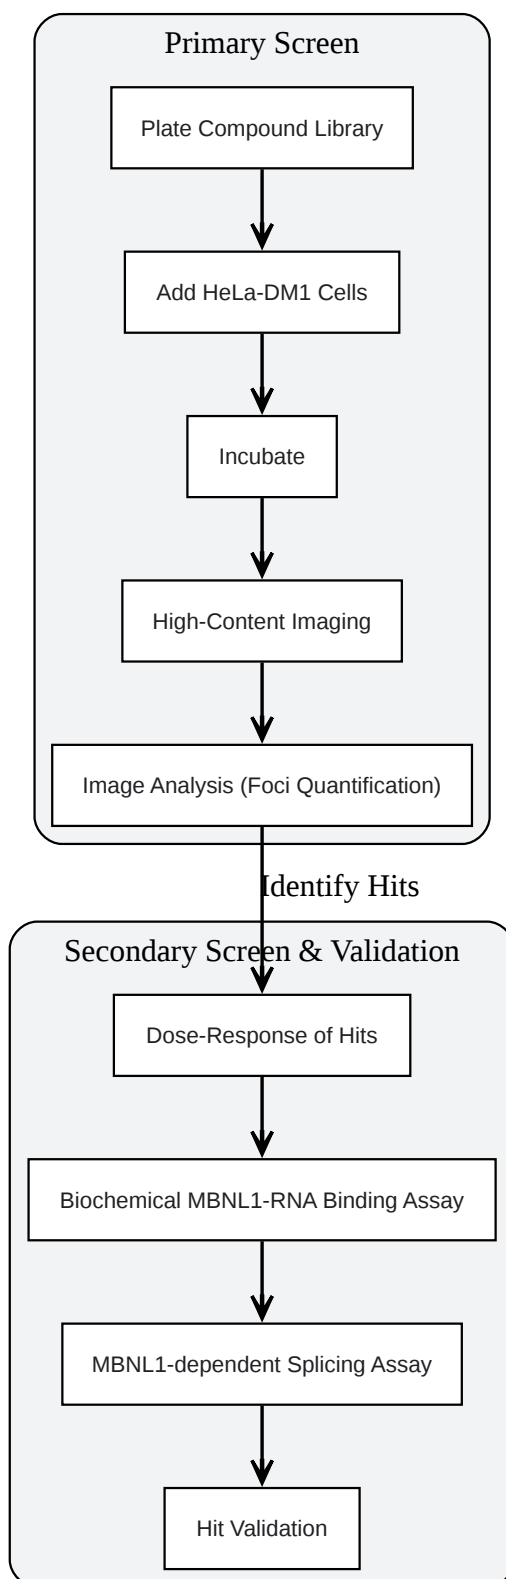 Primary Screen
Plate Compound Library
Add HeLa-DM1 Cells
Incubate
High-Content Imaging
Image Analysis (Foci Quantification)
Identify Hits
Secondary Screen & Validation
Dose-Response of Hits
Biochemical MBNL1-RNA Binding Assay
MBNL1-dependent Splicing Assay
Hit Validation